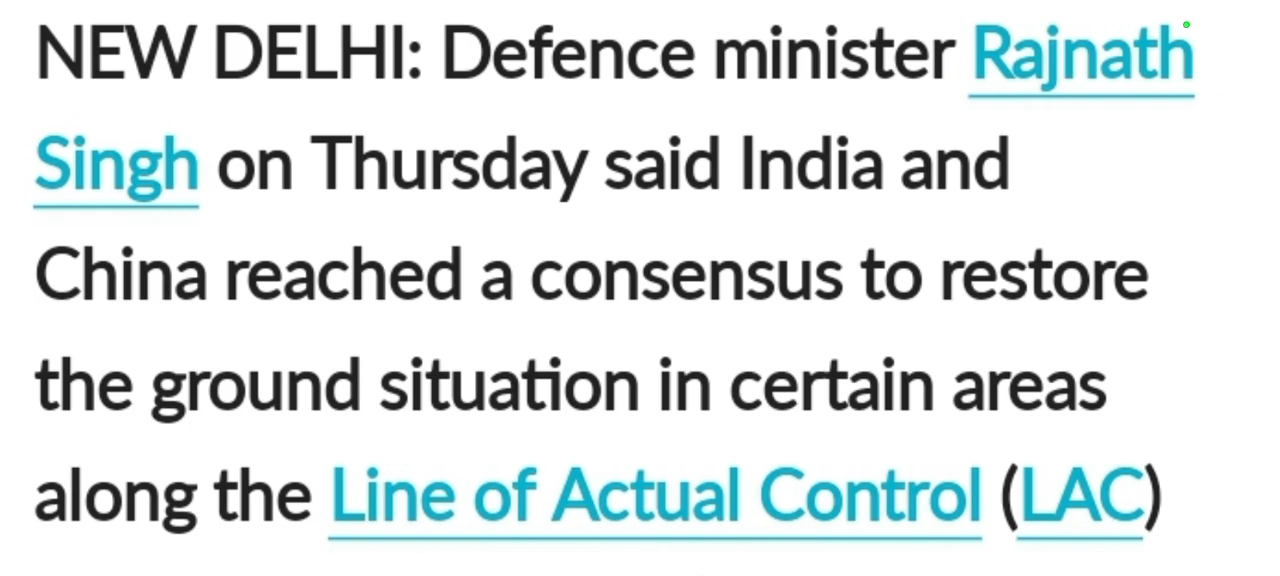 NEW DELHI: Defence minister Rajnath
Singh on Thursday said India and
China reached a consensus to restore
the ground situation in certain areas
along the Line of Actual Control (LAC)